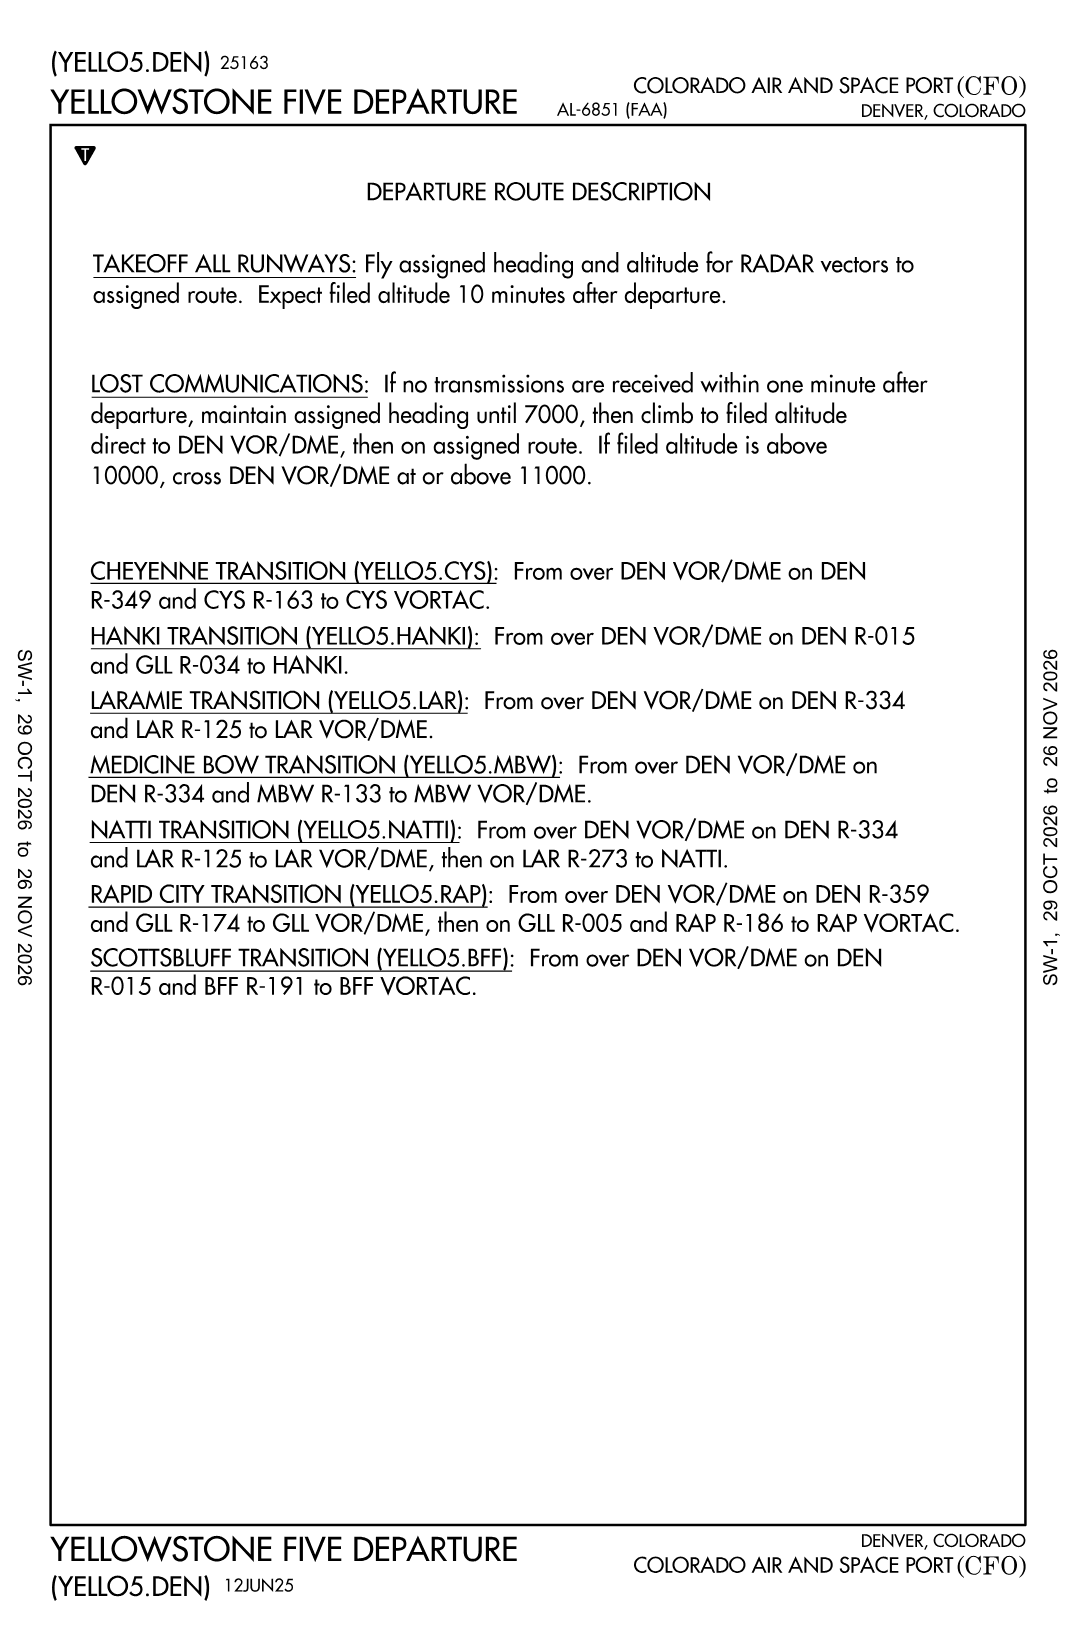 (YELLO5.DEN) 25163
YELLOWSTONE FIVE DEPARTURE
AL-6851 (FAA)
COLORADO AIR AND SPACE PORT (CFO)
DENVER, COLORADO
T
DEPARTURE ROUTE DESCRIPTION
TAKEOFF ALL RUNWAYS: Fly assigned heading and altitude for RADAR vectors to
assigned route. Expect filed altitude 10 minutes after departure.
LOST COMMUNICATIONS: If no transmissions are received within one minute after
departure, maintain assigned heading until 7000, then climb to filed altitude
direct to DEN VOR/DME, then on assigned route. If filed altitude is above
10000, cross DEN VOR/DME at or above 11000.
CHEYENNE TRANSITION (YELLO5.CYS): From over DEN VOR/DME on DEN
R-349 and CYS R-163 to CYS VORTAC.
HANKI TRANSITION (YELLO5.HANKI): From over DEN VOR/DME on DEN R-015
and GLL R-034 to HANKI.
LARAMIE TRANSITION (YELLO5.LAR): From over DEN VOR/DME on DEN R-334
and LAR R-125 to LAR VOR/DME.
MEDICINE BOW TRANSITION (YELLO5.MBW): From over DEN VOR/DME on
DEN R-334 and MBW R-133 to MBW VOR/DME.
NATTI TRANSITION (YELLO5.NATTI): From over DEN VOR/DME on DEN R-334
and LAR R-125 to LAR VOR/DME, then on LAR R-273 to NATTI.
RAPID CITY TRANSITION (YELLO5.RAP): From over DEN VOR/DME on DEN R-359
and GLL R-174 to GLL VOR/DME, then on GLL R-005 and RAP R-186 to RAP VORTAC.
SCOTTSBLUFF TRANSITION (YELLO5.BFF): From over DEN VOR/DME on DEN
R-015 and BFF R-191 to BFF VORTAC.
SW-1, 29 OCT 2026 to 26 NOV 2026
SW-1, 29 OCT 2026 to 26 NOV 2026
YELLOWSTONE FIVE DEPARTURE
(YELLO5.DEN) 12JUN25
DENVER, COLORADO
COLORADO AIR AND SPACE PORT (CFO)